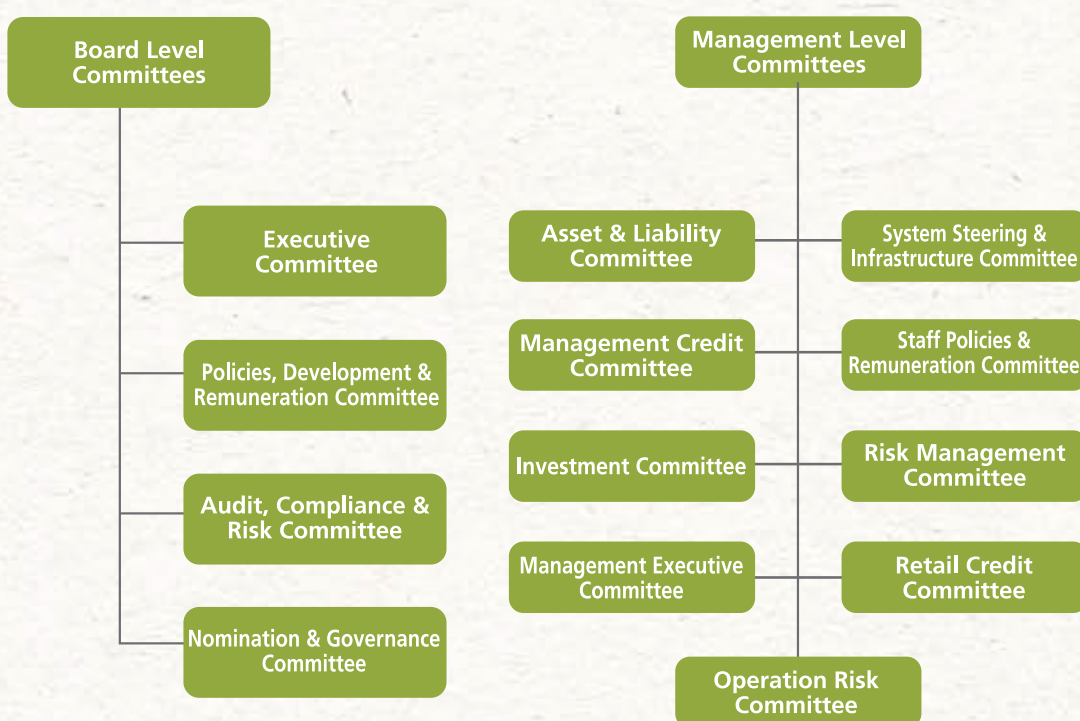 Board Level
Committees
Executive
Committee
Policies, Development &
Remuneration Committee
Audit, Compliance &
Risk Committee
Nomination & Governance
Committee
Management Level
Committees
Asset & Liability
Committee
System Steering &
Infrastructure Committee
Management Credit
Committee
Staff Policies &
Remuneration Committee
Investment Committee
Risk Management
Committee
Management Executive
Committee
Retail Credit
Committee
Operation Risk
Committee